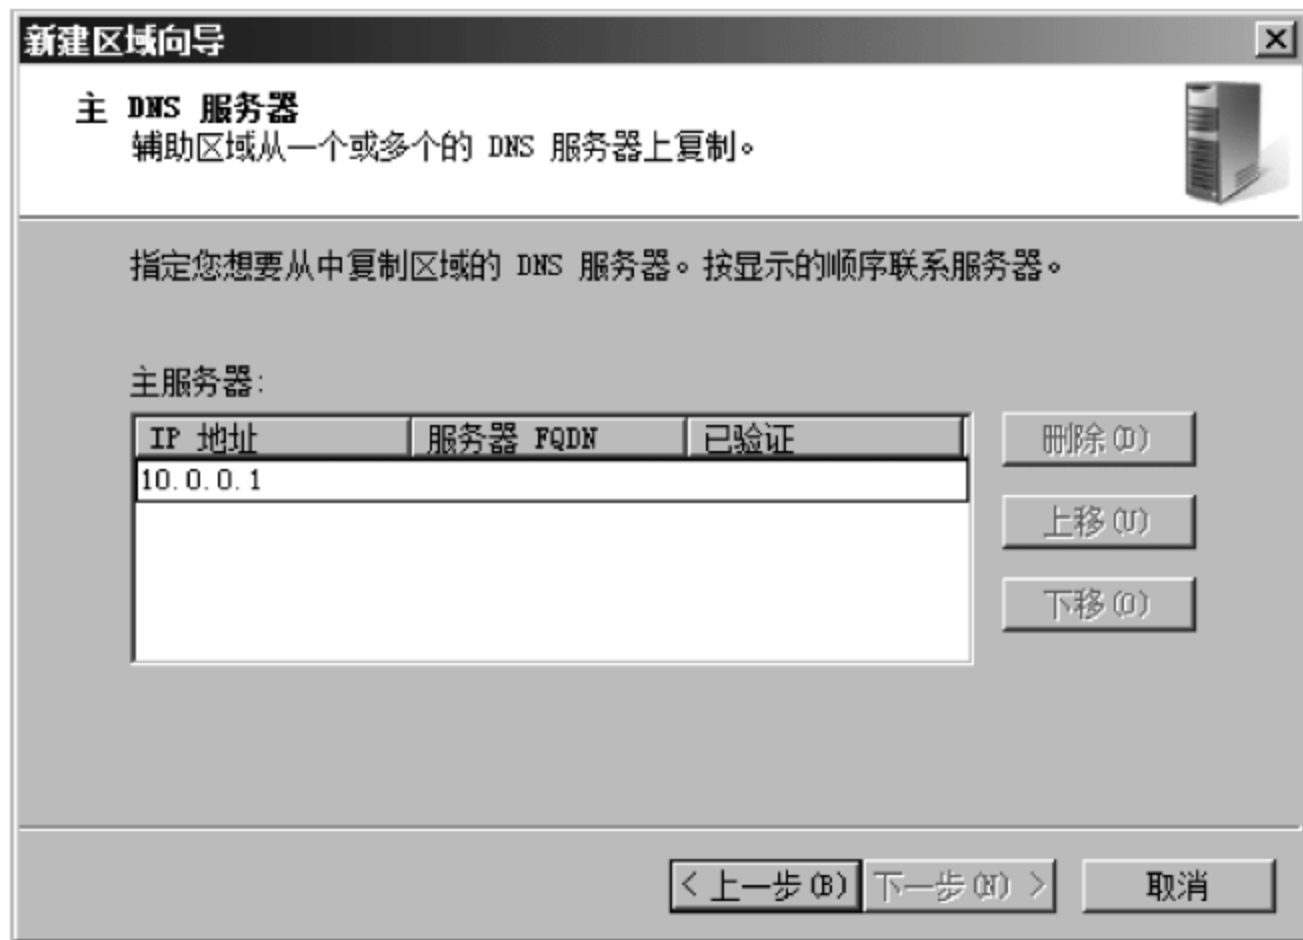 新建区域向导
主 DNS 服务器
辅助区域从一个或多个的 DNS 服务器上复制。
指定您想要从中复制区域的 DNS 服务器。按显示的顺序联系服务器。
主服务器:
IP 地址 服务器 FQDN 已验证
10.0.0.1
删除(D)
上移(U)
下移(O)
< 上一步(B) 下一步(N) > 取消